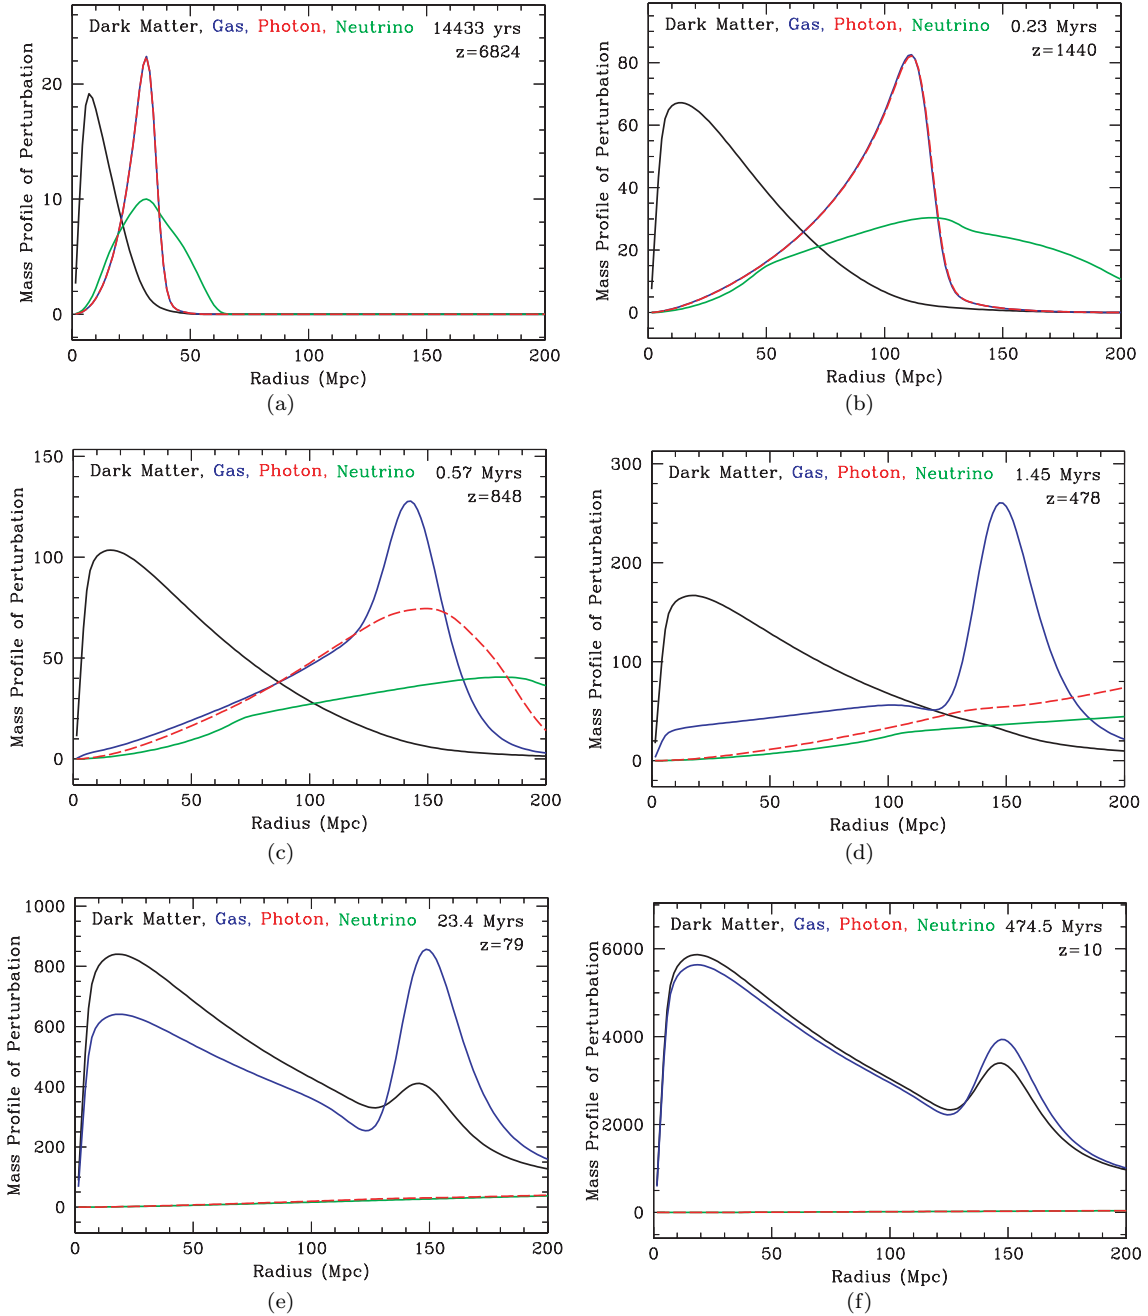 Dark Matter, Gas, Photon, Neutrino 14433 yrs
z=6824
Mass Profile of Perturbation
20
10
0
0 50 100 150 200
Radius (Mpc)
(a)
Dark Matter, Gas, Photon, Neutrino 0.23 Myrs
z=1440
Mass Profile of Perturbation
80
60
40
20
0
0 50 100 150 200
Radius (Mpc)
(b)
Dark Matter, Gas, Photon, Neutrino 0.57 Myrs
z=848
Mass Profile of Perturbation
150
100
50
0
0 50 100 150 200
Radius (Mpc)
(c)
Dark Matter, Gas, Photon, Neutrino 1.45 Myrs
z=478
Mass Profile of Perturbation
300
200
100
0
0 50 100 150 200
Radius (Mpc)
(d)
Dark Matter, Gas, Photon, Neutrino 23.4 Myrs
z=79
Mass Profile of Perturbation
1000
800
600
400
200
0
0 50 100 150 200
Radius (Mpc)
(e)
Dark Matter, Gas, Photon, Neutrino 474.5 Myrs
z=10
Mass Profile of Perturbation
6000
4000
2000
0
0 50 100 150 200
Radius (Mpc)
(f)